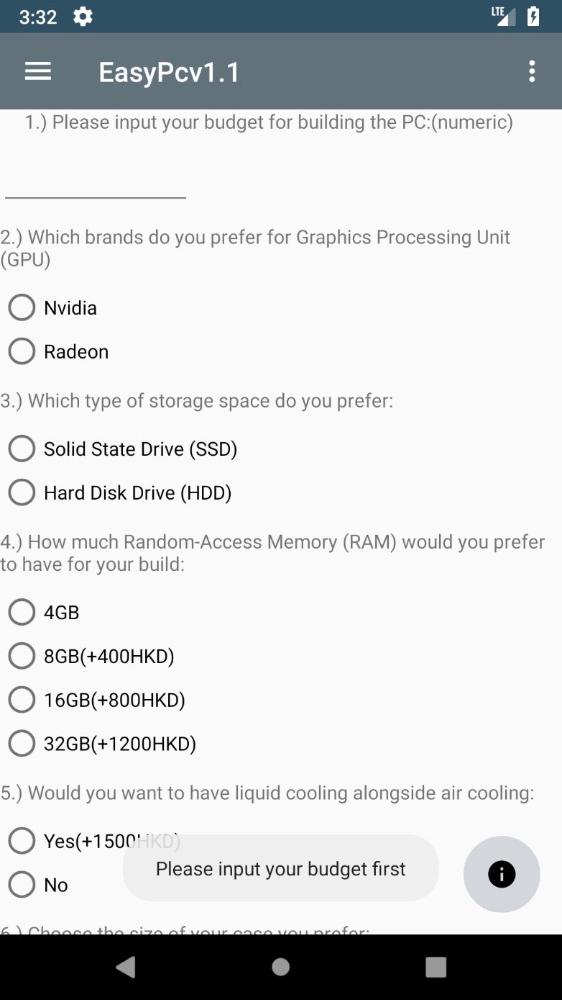 3:32
LTE
EasyPcv1.1
1.) Please input your budget for building the PC:(numeric)
2.) Which brands do you prefer for Graphics Processing Unit
(GPU)
Nvidia
Radeon
3.) Which type of storage space do you prefer:
Solid State Drive (SSD)
Hard Disk Drive (HDD)
4.) How much Random-Access Memory (RAM) would you prefer
to have for your build:
4GB
8GB(+400HKD)
16GB(+800HKD)
32GB(+1200HKD)
5.) Would you want to have liquid cooling alongside air cooling:
Yes(+1500HKD)
Please input your budget first
No
6.) Choose the size of your case you prefer: